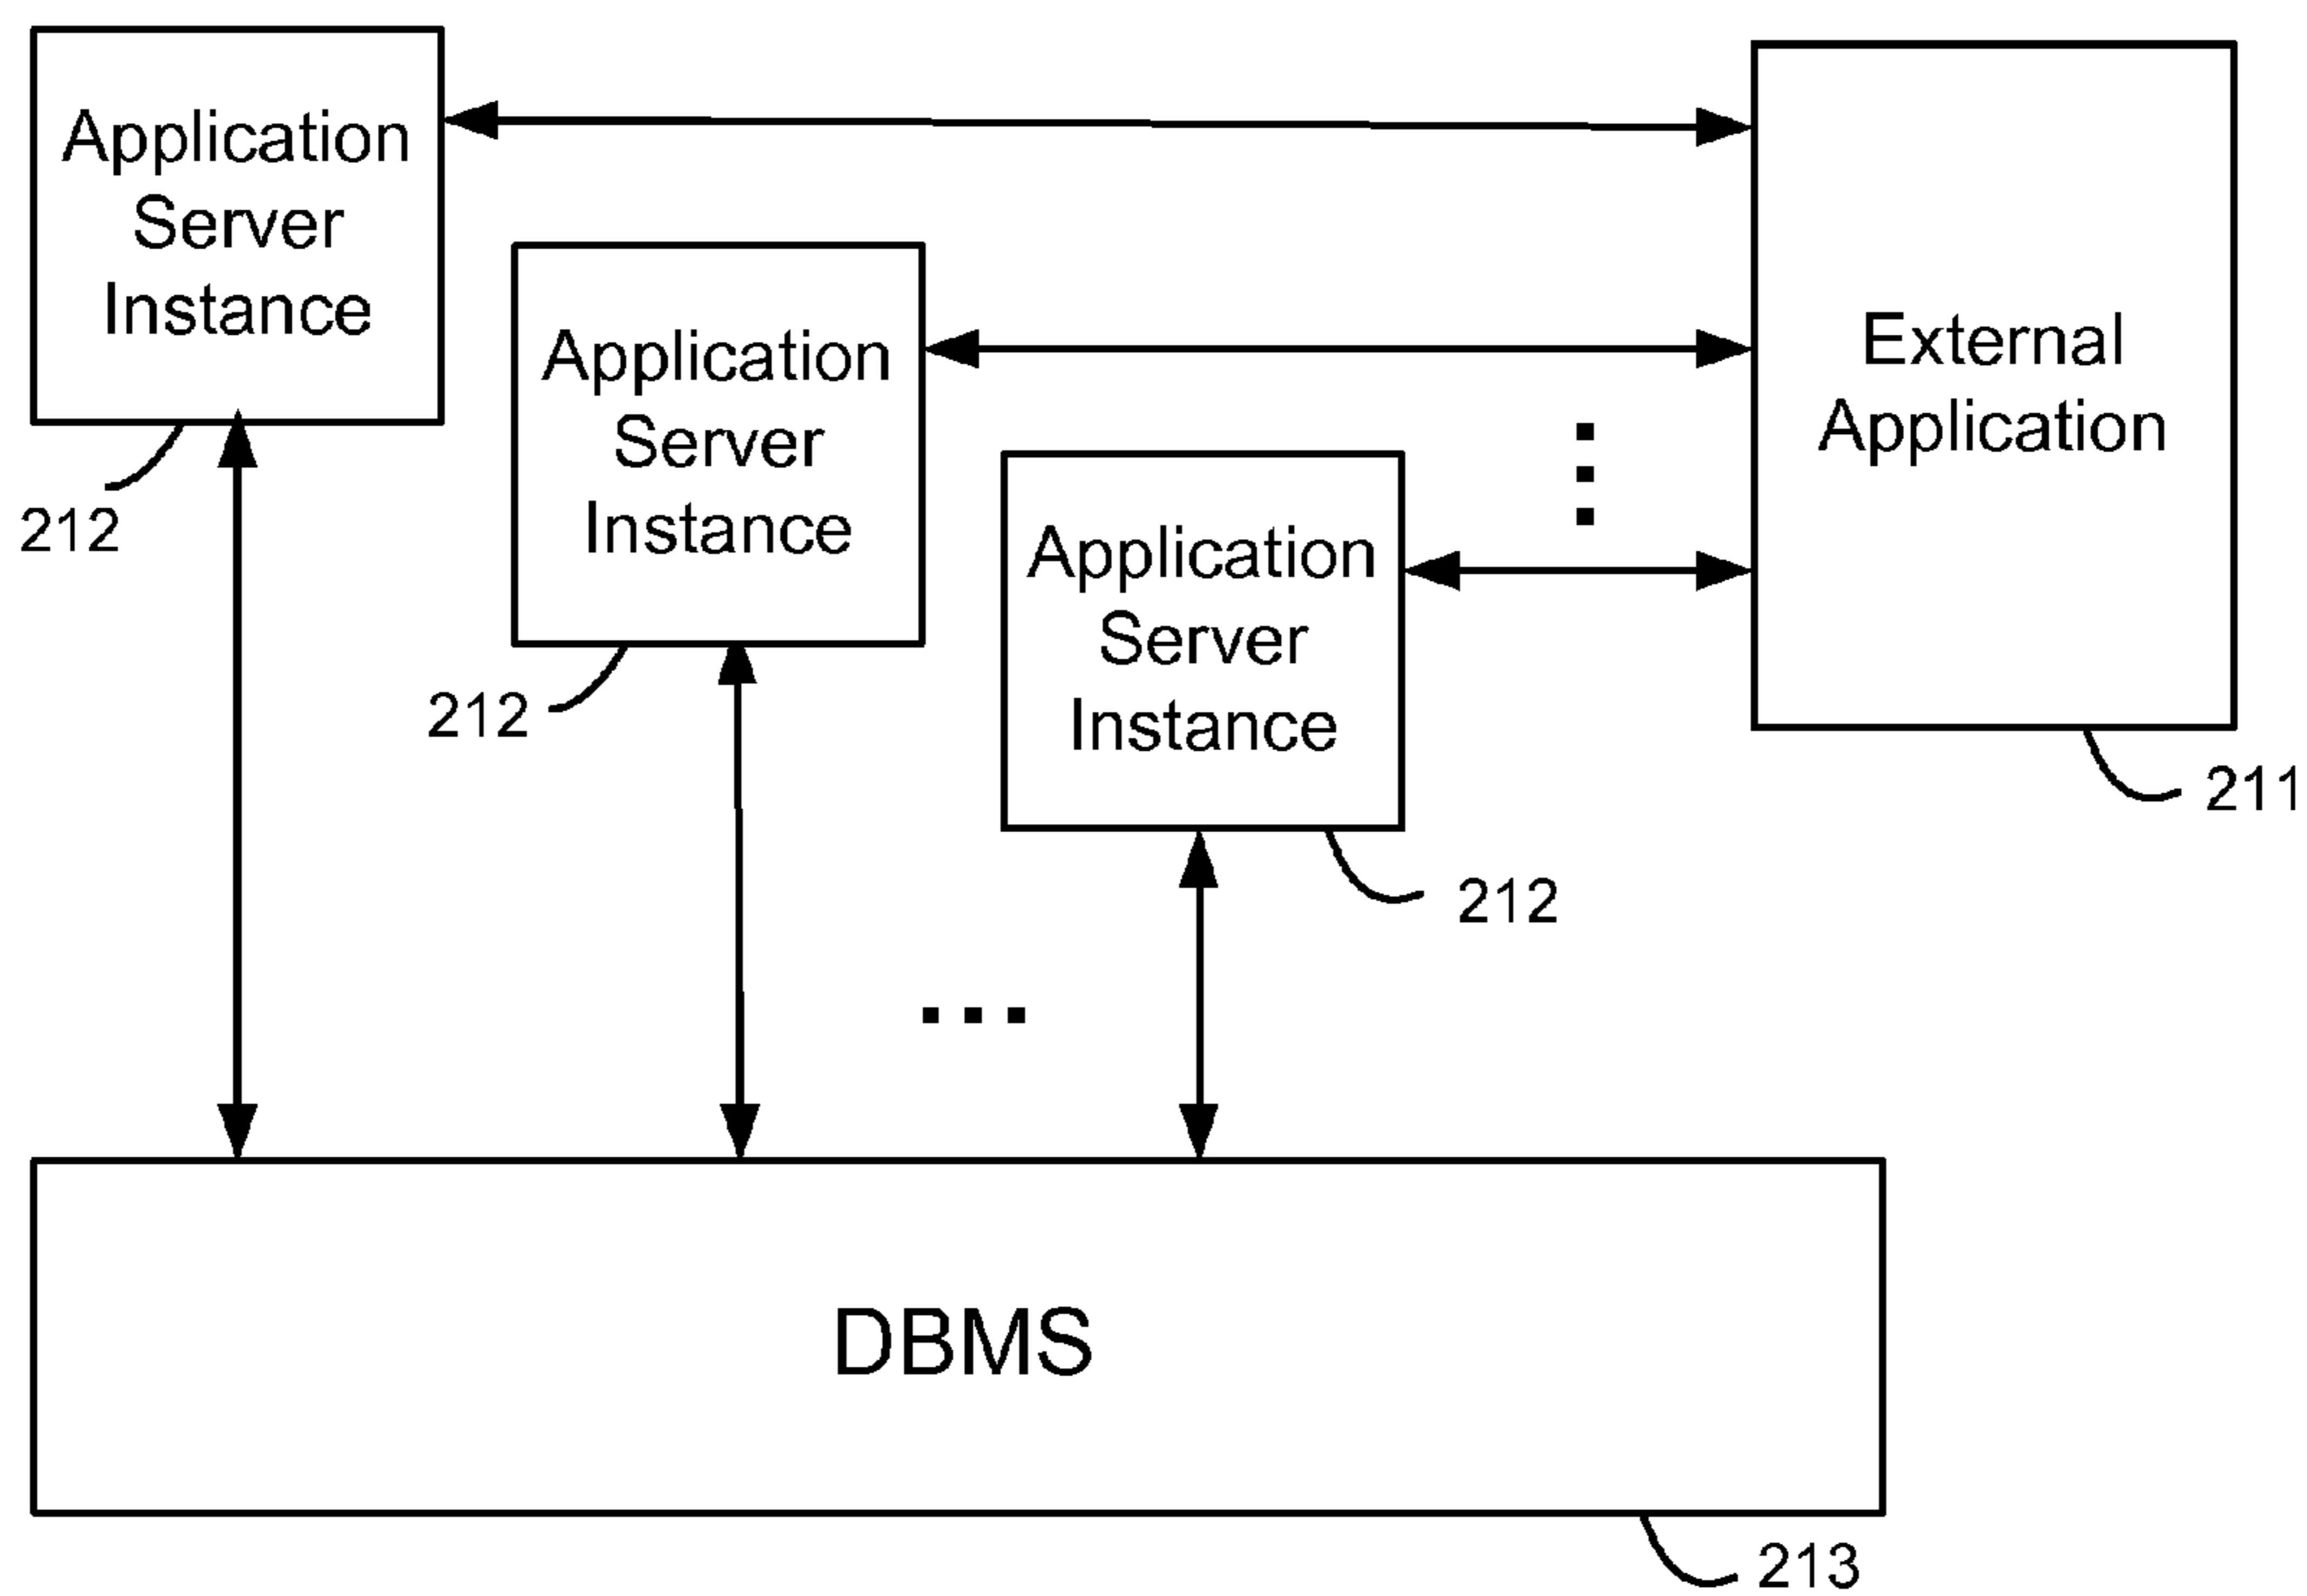 Application
Server
Instance
212
Application
Server
Instance
212
Application
Server
Instance
212
External
Application
211
DBMS
213